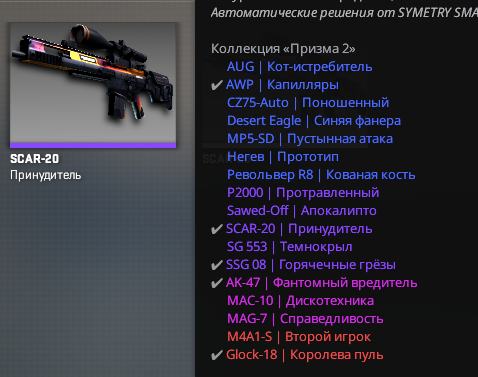 Автоматические решения от SYMETRY SMA
Коллекция «Призма 2»
AUG | Кот-истребитель
✔ AWP | Капилляры
CZ75-Auto | Поношенный
Desert Eagle | Синяя фанера
MP5-SD | Пустынная атака
Негев | Прототип
Револьвер R8 | Кованая кость
P2000 | Протравленный
Sawed-Off | Апокалипто
✔ SCAR-20 | Принудитель
SG 553 | Темнокрыл
✔ SSG 08 | Горячечные грёзы
✔ AK-47 | Фантомный вредитель
MAC-10 | Дискотехника
MAG-7 | Справедливость
M4A1-S | Второй игрок
✔ Glock-18 | Королева пуль
SCAR-20
Принудитель